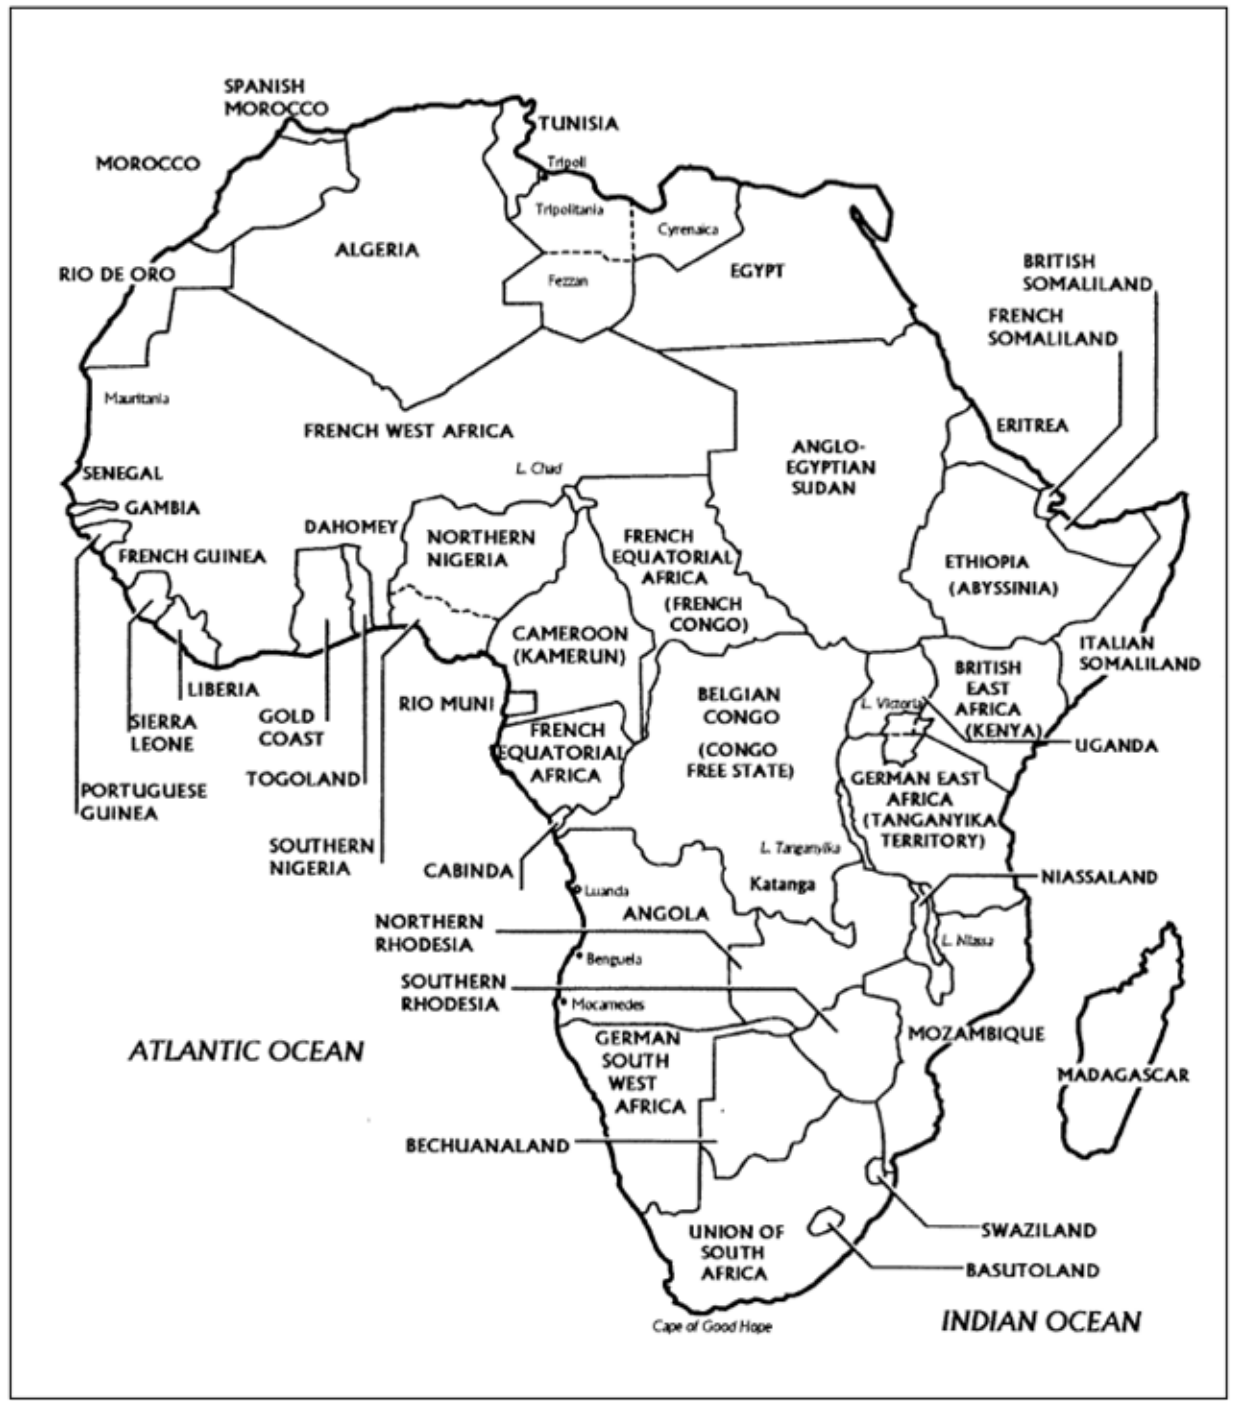 SPANISH
MOROCCO
TUNISIA
MOROCCO
Tripoli
Tripolitania
Cyrenaica
ALGERIA
RIO DE ORO
Fezzan
EGYPT
BRITISH
SOMALILAND
FRENCH
SOMALILAND
Mauritania
FRENCH WEST AFRICA
ERITREA
ANGLO-
EGYPTIAN
SUDAN
L. Chad
SENEGAL
GAMBIA
DAHOMEY
NORTHERN
NIGERIA
FRENCH
EQUATORIAL
AFRICA
(FRENCH
CONGO)
FRENCH GUINEA
ETHIOPIA
(ABYSSINIA)
CAMEROON
(KAMERUN)
ITALIAN
SOMALILAND
BRITISH
EAST
AFRICA
(KENYA)
LIBERIA
RIO MUNI
BELGIAN
CONGO
(CONGO
FREE STATE)
L. Victoria
SIERRA
LEONE
GOLD
COAST
FRENCH
EQUATORIAL
AFRICA
UGANDA
TOGOLAND
PORTUGUESE
GUINEA
GERMAN EAST
AFRICA
(TANGANYIKA
TERRITORY)
SOUTHERN
NIGERIA
CABINDA
L. Tanganyika
Katanga
NIASSALAND
Luanda
ANGOLA
NORTHERN
RHODESIA
L. Niassa
Benguela
SOUTHERN
RHODESIA
Mocamedes
MOZAMBIQUE
ATLANTIC OCEAN
GERMAN
SOUTH
WEST
AFRICA
MADAGASCAR
BECHUANALAND
SWAZILAND
UNION OF
SOUTH
AFRICA
BASUTOLAND
Cape of Good Hope
INDIAN OCEAN